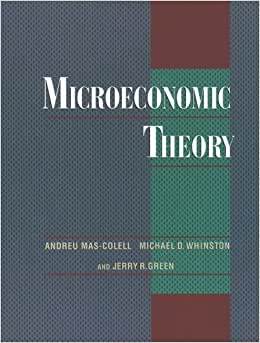 MICROECONOMIC
THEORY
ANDREU MAS-COLELL MICHAEL D. WHINSTON
AND JERRY R. GREEN